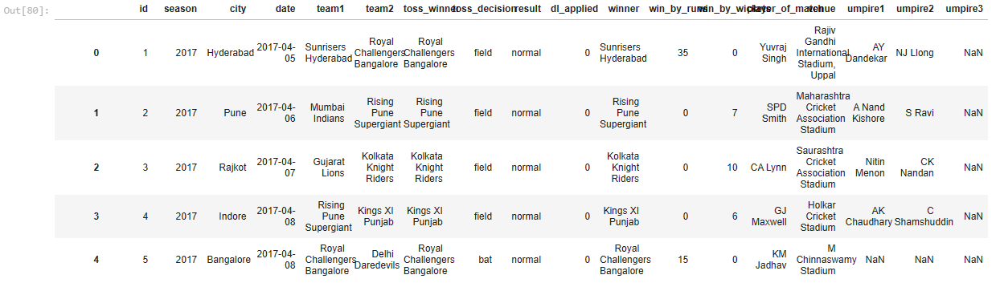 Out[80]:
id season city date team1 team2 toss_winner toss_decision result dl_applied winner win_by_runs win_by_wickets player_of_match venue umpire1 umpire2 umpire3
0 1 2017 Hyderabad 2017-04-05 Sunrisers Hyderabad Royal Challengers Bangalore Royal Challengers Bangalore field normal 0 Sunrisers Hyderabad 35 0 Yuvraj Singh Rajiv Gandhi International Stadium, Uppal AY Dandekar NJ Llong NaN
1 2 2017 Pune 2017-04-06 Mumbai Indians Rising Pune Supergiant Rising Pune Supergiant field normal 0 Rising Pune Supergiant 0 7 SPD Smith Maharashtra Cricket Association Stadium A Nand Kishore S Ravi NaN
2 3 2017 Rajkot 2017-04-07 Gujarat Lions Kolkata Knight Riders Kolkata Knight Riders field normal 0 Kolkata Knight Riders 0 10 CA Lynn Saurashtra Cricket Association Stadium Nitin Menon CK Nandan NaN
3 4 2017 Indore 2017-04-08 Rising Pune Supergiant Kings XI Punjab Kings XI Punjab field normal 0 Kings XI Punjab 0 6 GJ Maxwell Holkar Cricket Stadium AK Chaudhary C Shamshuddin NaN
4 5 2017 Bangalore 2017-04-08 Royal Challengers Bangalore Delhi Daredevils Royal Challengers Bangalore bat normal 0 Royal Challengers Bangalore 15 0 KM Jadhav M Chinnaswamy Stadium NaN NaN NaN